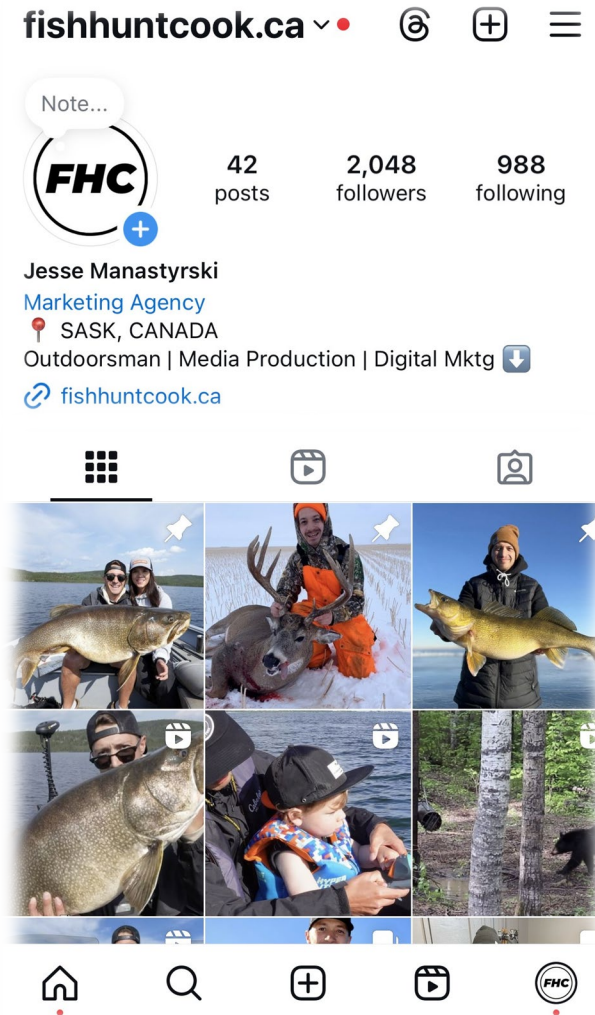 fishhuntcook.ca
Note...
FHC
42
posts
2,048
followers
988
following
Jesse Manastyrski
Marketing Agency
📍 SASK, CANADA
Outdoorsman | Media Production | Digital Mktg ⬇️
fishhuntcook.ca
FHC